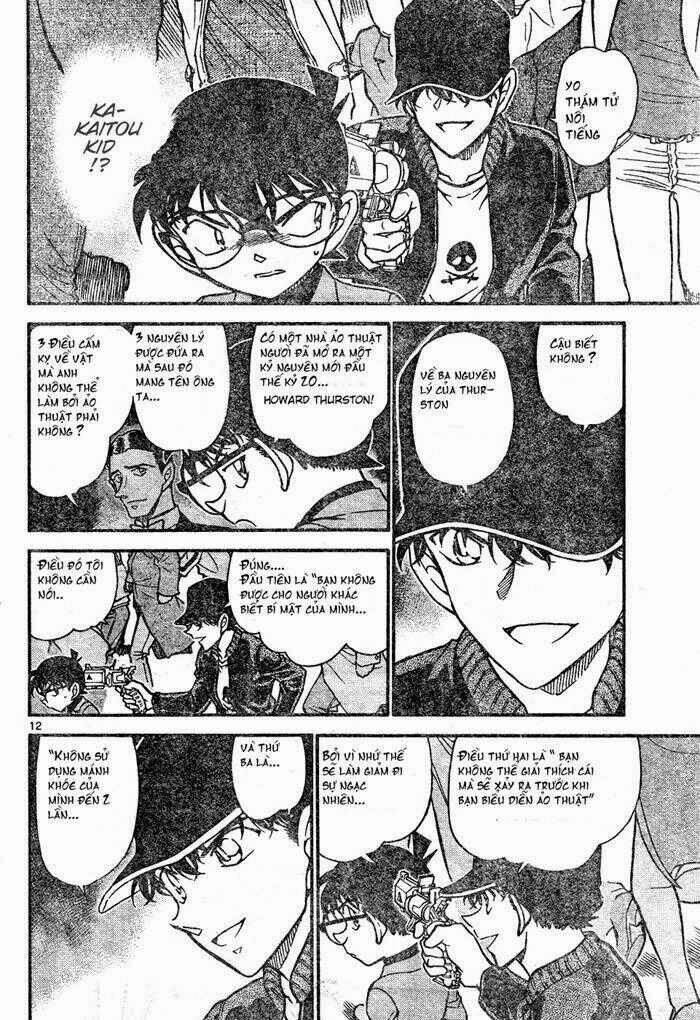 YO
THÁM TỬ
NỔI
TIẾNG
KA-
KAITOU
KID
!?
CẬU BIẾT
KHÔNG ?
VỀ BA NGUYÊN
LÝ CỦA THUR-
STON
CÓ MỘT NHÀ ẢO THUẬT
NGƯỜI ĐÃ MỞ RA MỘT
KỶ NGUYÊN MỚI ĐẦU
THẾ KỶ 20...
HOWARD THURSTON!
3 NGUYÊN LÝ
ĐƯỢC ĐỨA RA
MÀ SAU ĐÓ
MANG TÊN ÔNG
TA...
3 ĐIỀU CẤM
KỴ VỀ VẬT
MÀ ANH
KHÔNG THỂ
LÀM BỞI ẢO
THUẬT PHẢI
KHÔNG ?
ĐÚNG....
ĐẦU TIÊN LÀ “BẠN KHÔNG
ĐƯỢC CHO NGƯỜI KHÁC
BIẾT BÍ MẬT CỦA MÌNH...
ĐIỀU ĐÓ TÔI
KHÔNG CẦN
NÓI..
12
ĐIỀU THỨ HAI LÀ “ BẠN
KHÔNG THỂ GIẢI THÍCH CÁI
MÀ SẼ XẢY RA TRƯỚC KHI
BẠN BIỂU DIỄN ẢO THUẬT”
BỞI VÌ NHƯ THẾ
SẼ LÀM GIẢM ĐI
SỰ NGẠC
NHIÊN...
VÀ THỨ
BA LÀ...
“KHÔNG SỬ
DỤNG MÁNH
KHÓE CỦA
MÌNH ĐẾN 2
LẦN...